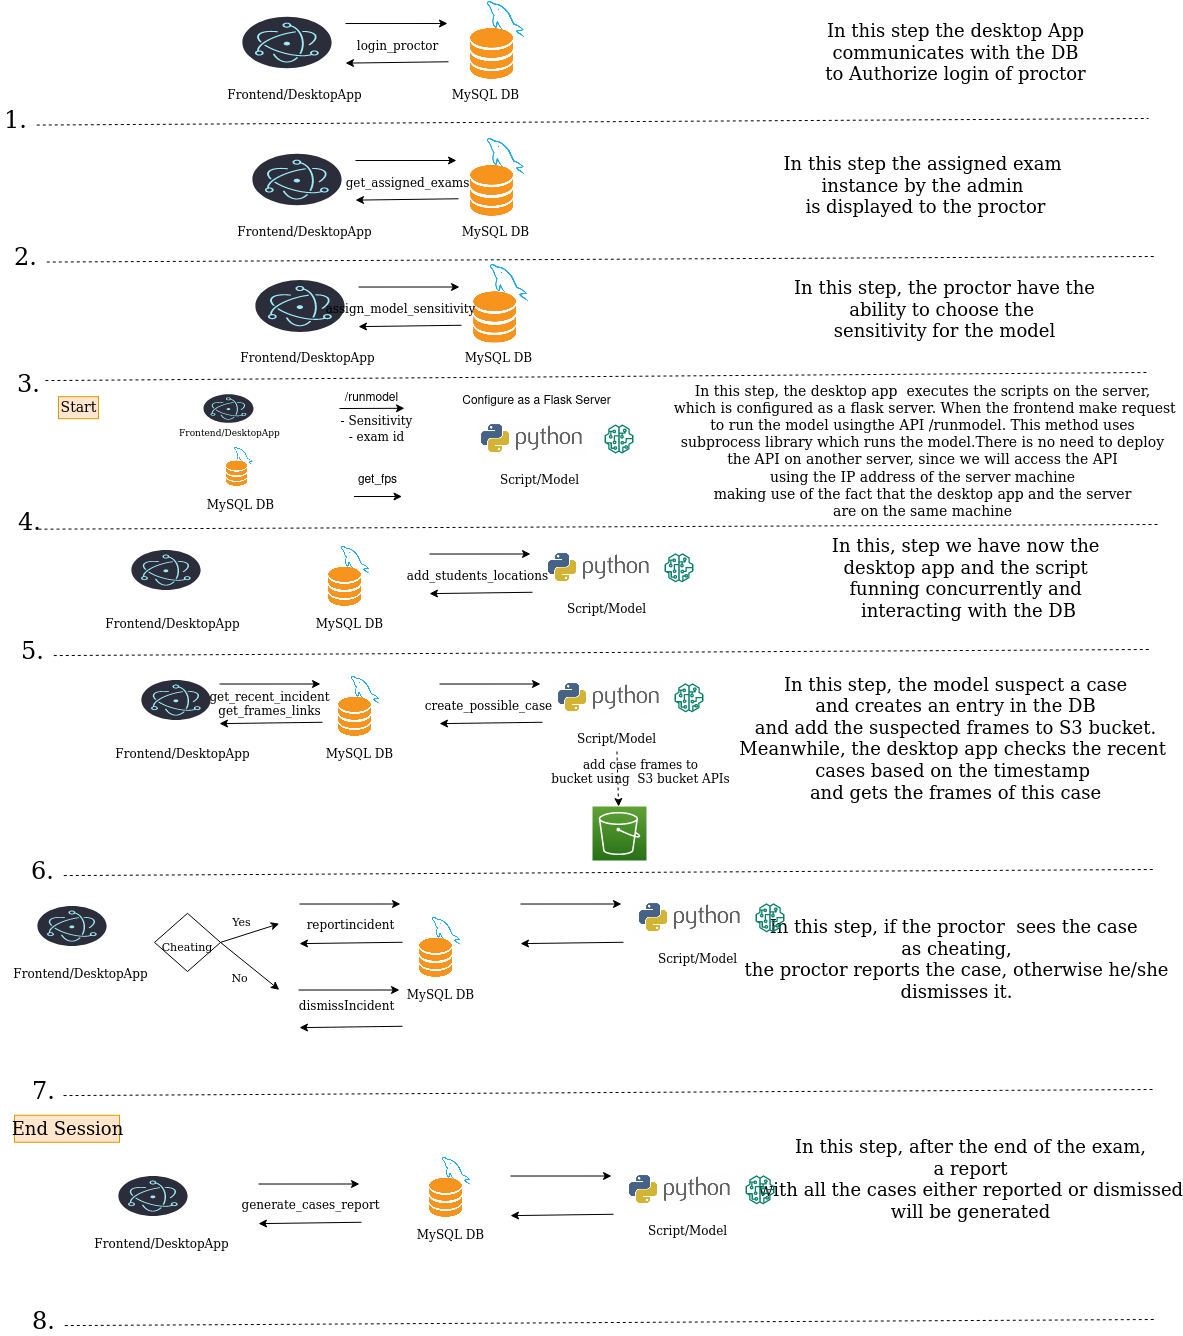 login_proctor
Frontend/DesktopApp
MySQL DB
In this step the desktop App
communicates with the DB
to Authorize login of proctor
1.
get_assigned_exams
Frontend/DesktopApp
MySQL DB
In this step the assigned exam
instance by the admin
is displayed to the proctor
2.
assign_model_sensitivity
Frontend/DesktopApp
MySQL DB
In this step, the proctor have the
ability to choose the
sensitivity for the model
3.
Start
Frontend/DesktopApp
MySQL DB
/runmodel
- Sensitivity
- exam id
get_fps
Configure as a Flask Server
python
Script/Model
In this step, the desktop app executes the scripts on the server,
which is configured as a flask server. When the frontend make request
to run the model usingthe API /runmodel. This method uses
subprocess library which runs the model.There is no need to deploy
the API on another server, since we will access the API
using the IP address of the server machine
making use of the fact that the desktop app and the server
are on the same machine
4.
Frontend/DesktopApp
MySQL DB
add_students_locations
python
Script/Model
In this, step we have now the
desktop app and the script
funning concurrently and
interacting with the DB
5.
Frontend/DesktopApp
get_recent_incident
get_frames_links
MySQL DB
create_possible_case
python
Script/Model
add case frames to
bucket using S3 bucket APIs
In this step, the model suspect a case
and creates an entry in the DB
and add the suspected frames to S3 bucket.
Meanwhile, the desktop app checks the recent
cases based on the timestamp
and gets the frames of this case
6.
Frontend/DesktopApp
Cheating
Yes
No
reportincident
dismissIncident
MySQL DB
python
Script/Model
In this step, if the proctor sees the case
as cheating,
the proctor reports the case, otherwise he/she
dismisses it.
7.
End Session
Frontend/DesktopApp
generate_cases_report
MySQL DB
python
Script/Model
In this step, after the end of the exam,
a report
with all the cases either reported or dismissed
will be generated
8.